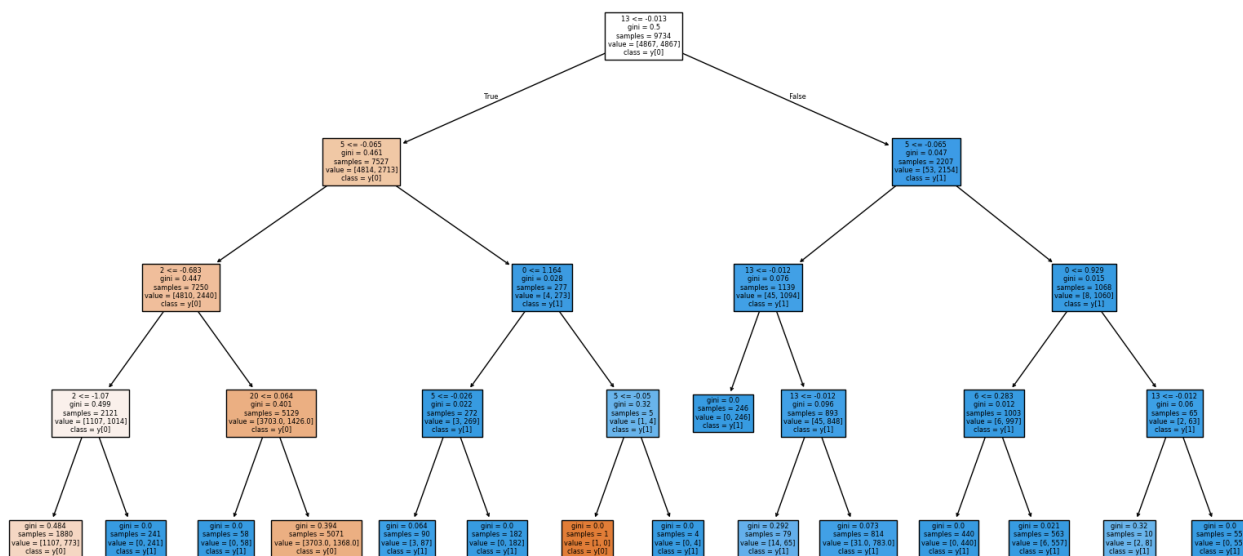 13 <= -0.013
gini = 0.5
samples = 9734
value = [4867, 4867]
class = y[0]
True
False
5 <= -0.065
gini = 0.461
samples = 7527
value = [4814, 2713]
class = y[0]
5 <= -0.065
gini = 0.047
samples = 2207
value = [53, 2154]
class = y[1]
2 <= -0.683
gini = 0.447
samples = 7250
value = [4810, 2440]
class = y[0]
0 <= 1.164
gini = 0.028
samples = 277
value = [4, 273]
class = y[1]
13 <= -0.012
gini = 0.076
samples = 1139
value = [45, 1094]
class = y[1]
0 <= 0.929
gini = 0.015
samples = 1068
value = [8, 1060]
class = y[1]
2 <= -1.07
gini = 0.499
samples = 2121
value = [1107, 1014]
class = y[0]
20 <= 0.064
gini = 0.401
samples = 5129
value = [3703.0, 1426.0]
class = y[0]
5 <= -0.026
gini = 0.022
samples = 272
value = [3, 269]
class = y[1]
5 <= -0.05
gini = 0.32
samples = 5
value = [1, 4]
class = y[1]
gini = 0.0
samples = 246
value = [0, 246]
class = y[1]
13 <= -0.012
gini = 0.096
samples = 893
value = [45, 848]
class = y[1]
6 <= 0.283
gini = 0.012
samples = 1003
value = [6, 997]
class = y[1]
13 <= -0.012
gini = 0.06
samples = 65
value = [2, 63]
class = y[1]
gini = 0.484
samples = 1880
value = [1107, 773]
class = y[0]
gini = 0.0
samples = 241
value = [0, 241]
class = y[1]
gini = 0.0
samples = 58
value = [0, 58]
class = y[1]
gini = 0.394
samples = 5071
value = [3703.0, 1368.0]
class = y[0]
gini = 0.064
samples = 90
value = [3, 87]
class = y[1]
gini = 0.0
samples = 182
value = [0, 182]
class = y[1]
gini = 0.0
samples = 1
value = [1, 0]
class = y[0]
gini = 0.0
samples = 4
value = [0, 4]
class = y[1]
gini = 0.292
samples = 79
value = [14, 65]
class = y[1]
gini = 0.073
samples = 814
value = [31.0, 783.0]
class = y[1]
gini = 0.0
samples = 440
value = [0, 440]
class = y[1]
gini = 0.021
samples = 563
value = [6, 557]
class = y[1]
gini = 0.32
samples = 10
value = [2, 8]
class = y[1]
gini = 0.0
samples = 55
value = [0, 55]
class = y[1]